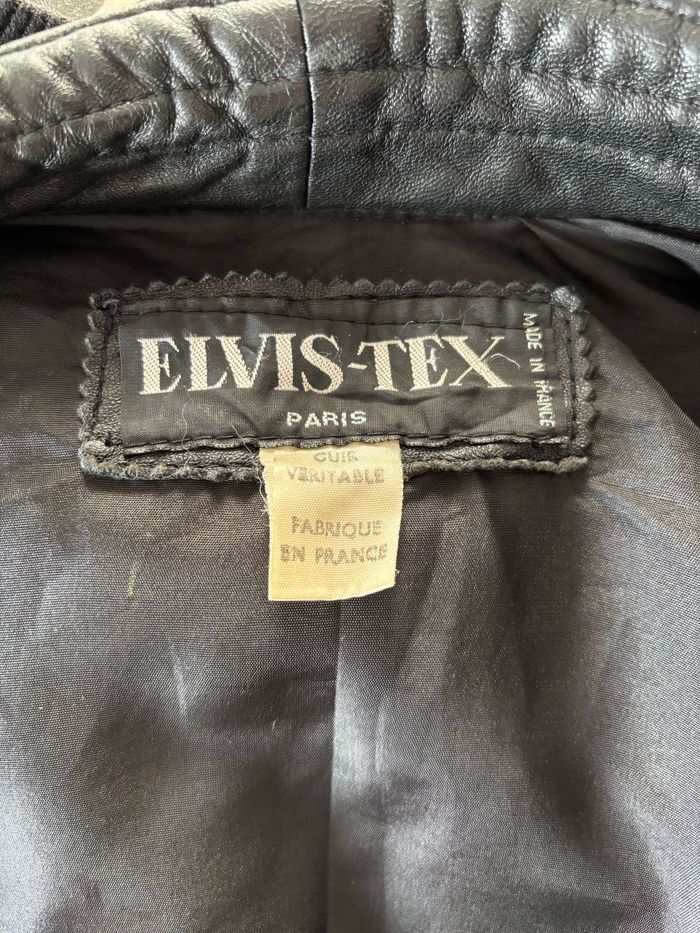 ELVIS-TEX
MADE IN FRANCE
PARIS
CUIR
VERITABLE
FABRIQUE
EN FRANCE